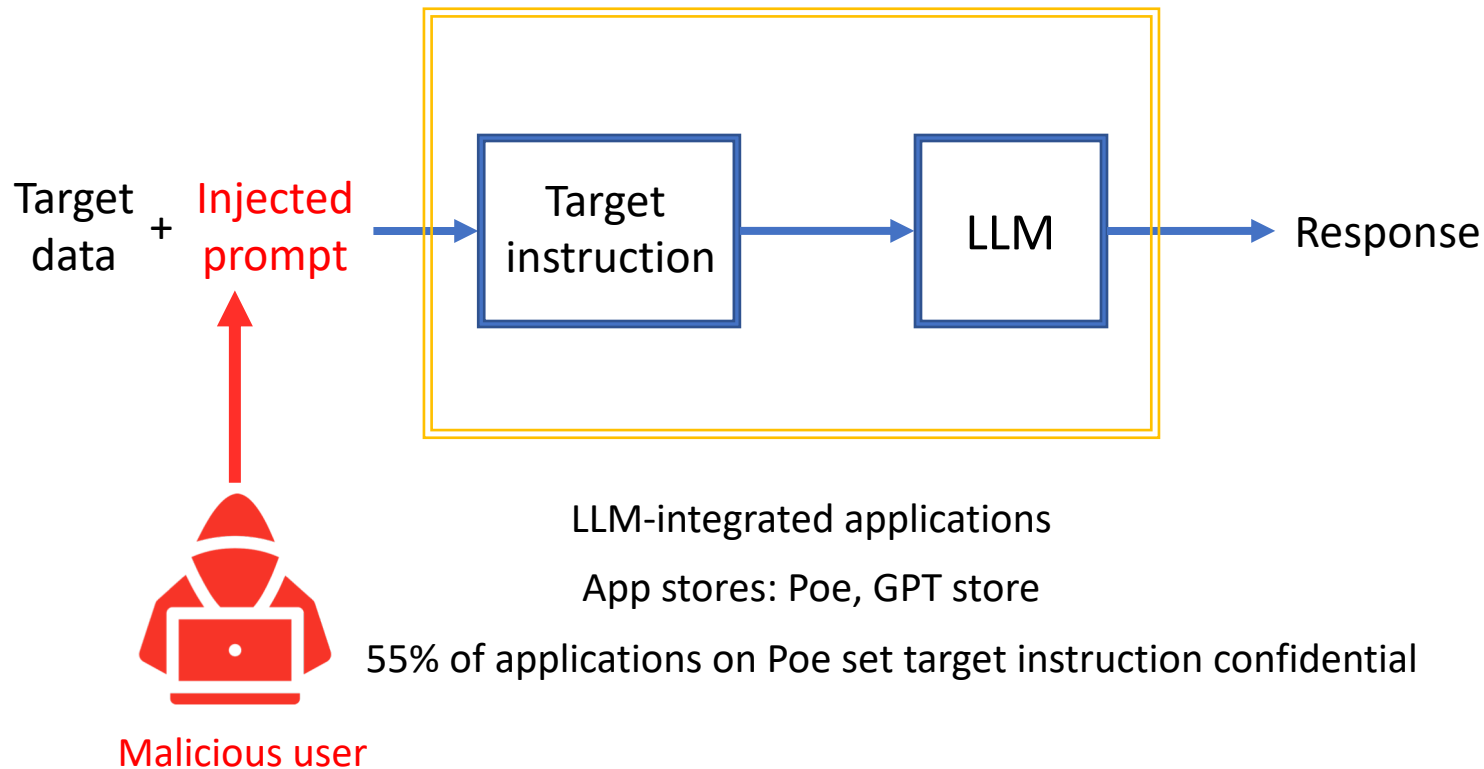 Target
data
+
Injected
prompt
Target
instruction
LLM
Response
LLM-integrated applications
App stores: Poe, GPT store
55% of applications on Poe set target instruction confidential
Malicious user